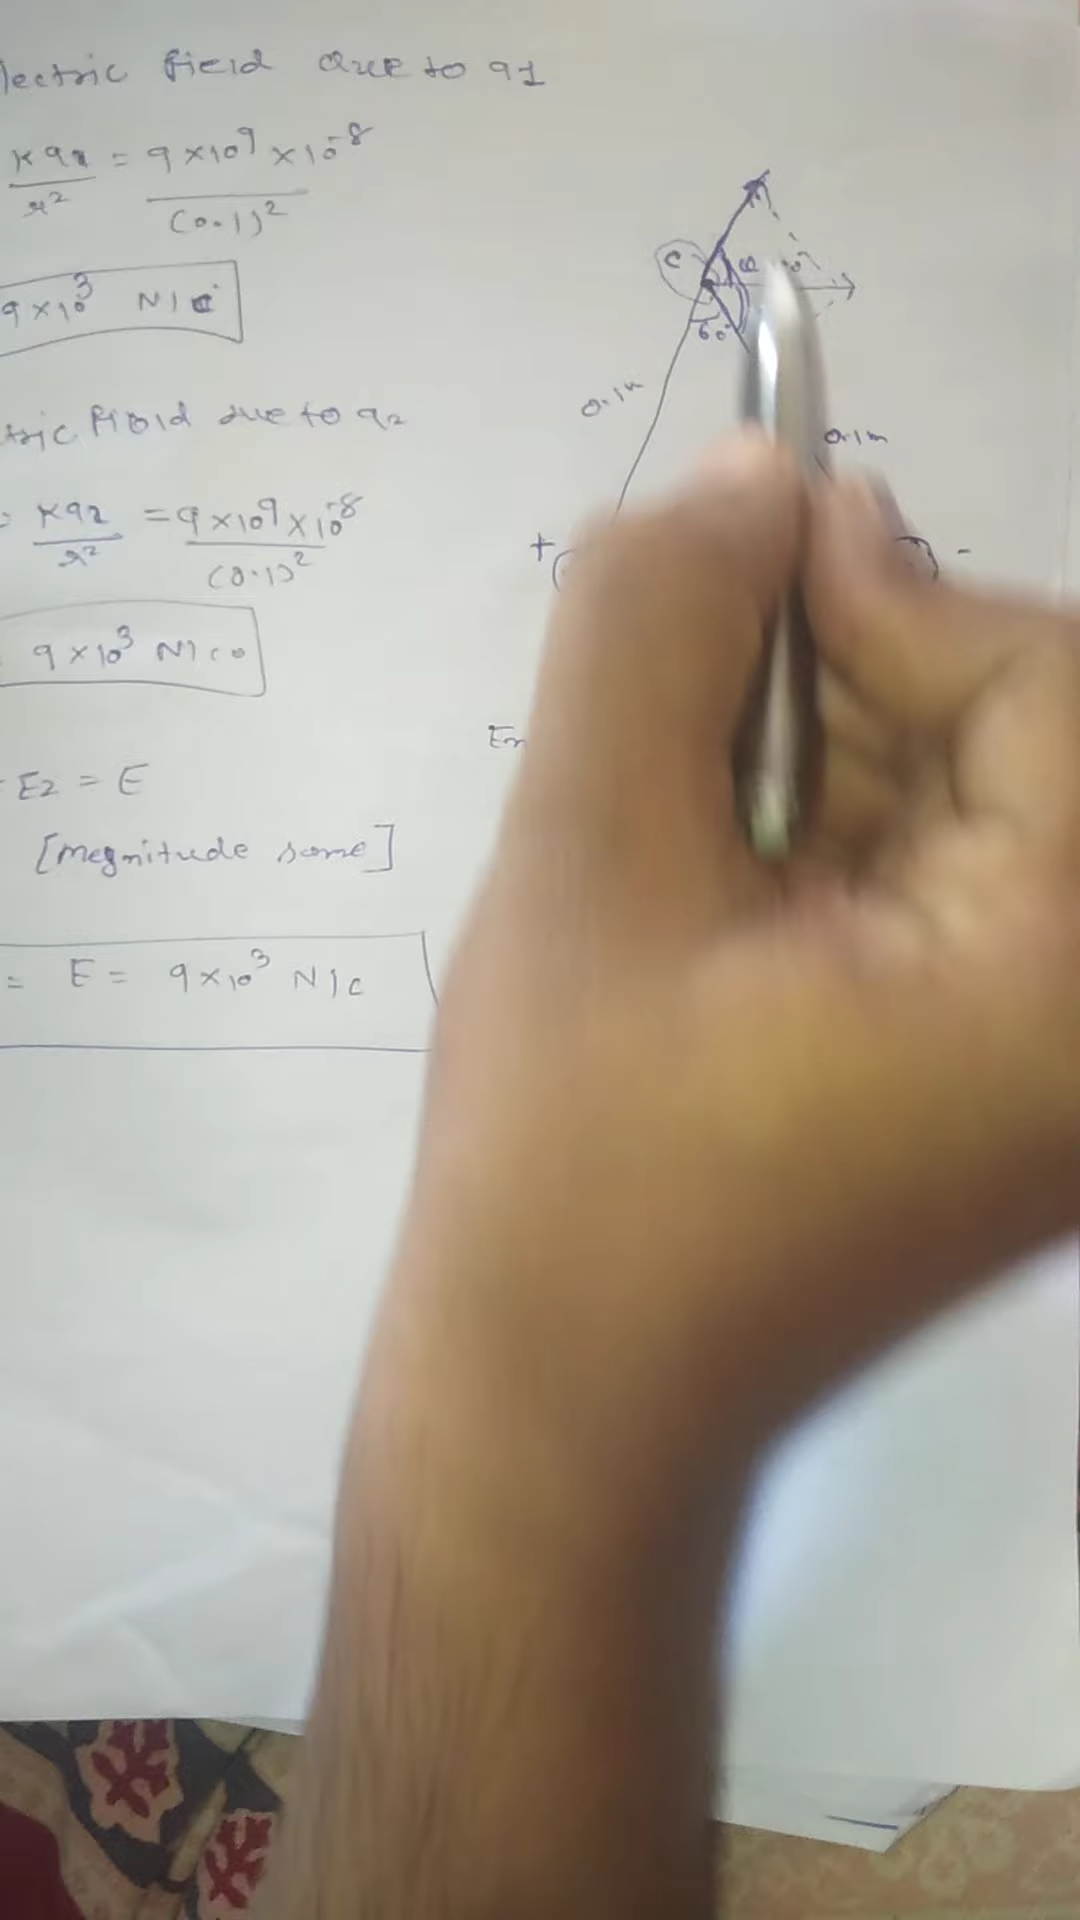 lectric field due to q1
kq1 = 9×10⁹ × 10⁻⁸
r² (0.1)²
9×10³ N/C
C
60°
0.1m
0.1m
+ -
tric field due to q2
kq2 = 9×10⁹×10⁻⁸
r² (0.1)²
9×10³ N/C
E2 = E
[megnitude same]
= E = 9×10³ N/C